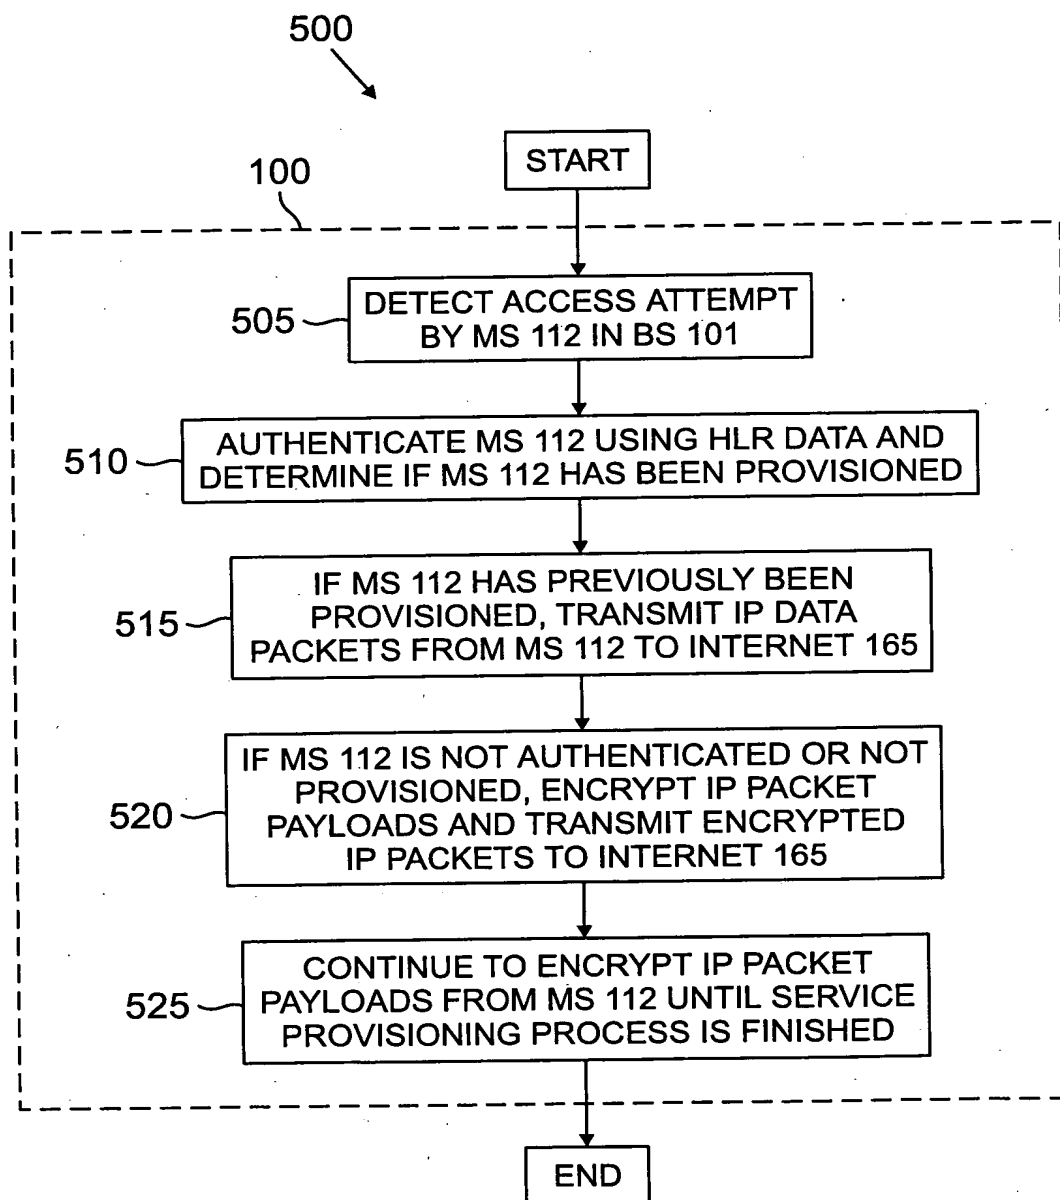 500
START
100
505
DETECT ACCESS ATTEMPT
BY MS 112 IN BS 101
510
AUTHENTICATE MS 112 USING HLR DATA AND
DETERMINE IF MS 112 HAS BEEN PROVISIONED
515
IF MS 112 HAS PREVIOUSLY BEEN
PROVISIONED, TRANSMIT IP DATA
PACKETS FROM MS 112 TO INTERNET 165
520
IF MS 112 IS NOT AUTHENTICATED OR NOT
PROVISIONED, ENCRYPT IP PACKET
PAYLOADS AND TRANSMIT ENCRYPTED
IP PACKETS TO INTERNET 165
525
CONTINUE TO ENCRYPT IP PACKET
PAYLOADS FROM MS 112 UNTIL SERVICE
PROVISIONING PROCESS IS FINISHED
END